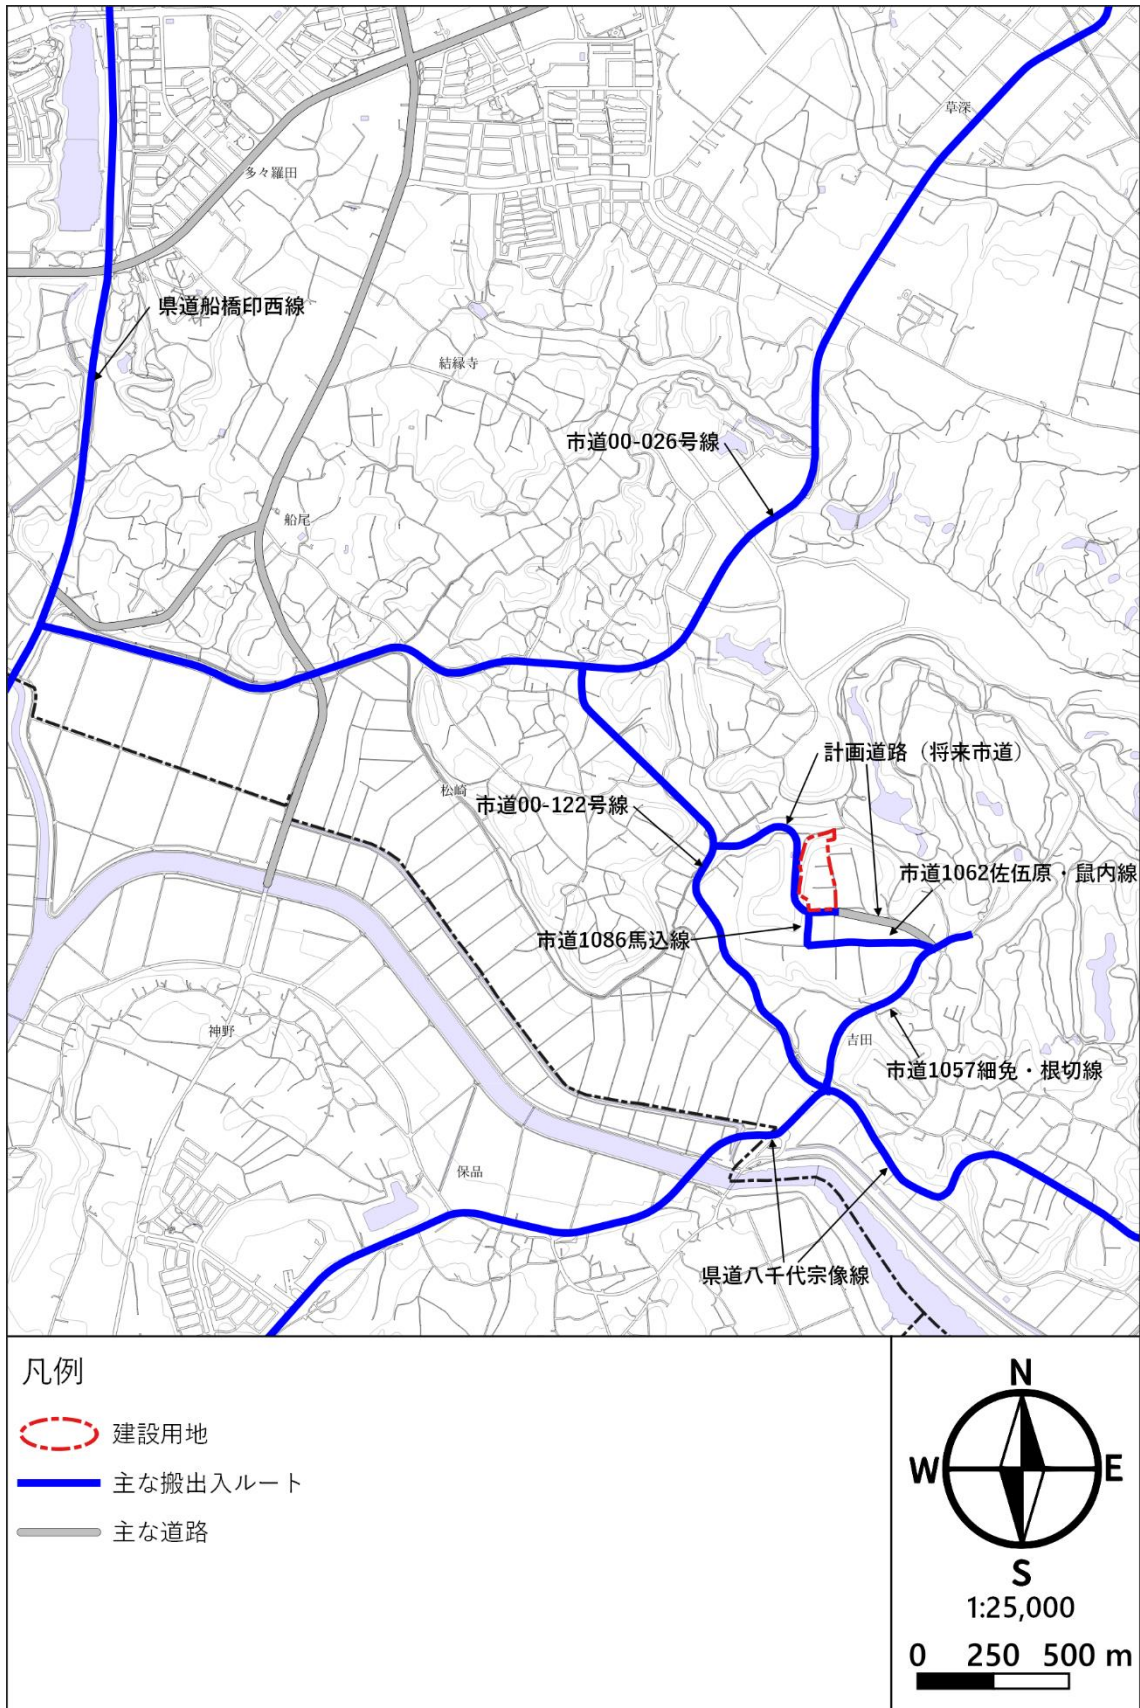 草深
多々羅田
県道船橋印西線
結縁寺
市道00-026号線
船尾
計画道路（将来市道）
松崎
市道00-122号線
市道1062佐伍原・鼠内線
市道1086馬込線
神野
吉田
市道1057細免・根切線
保品
県道八千代宗像線
凡例
建設用地
主な搬出入ルート
主な道路
N
W
E
S
1:25,000
0 250 500 m